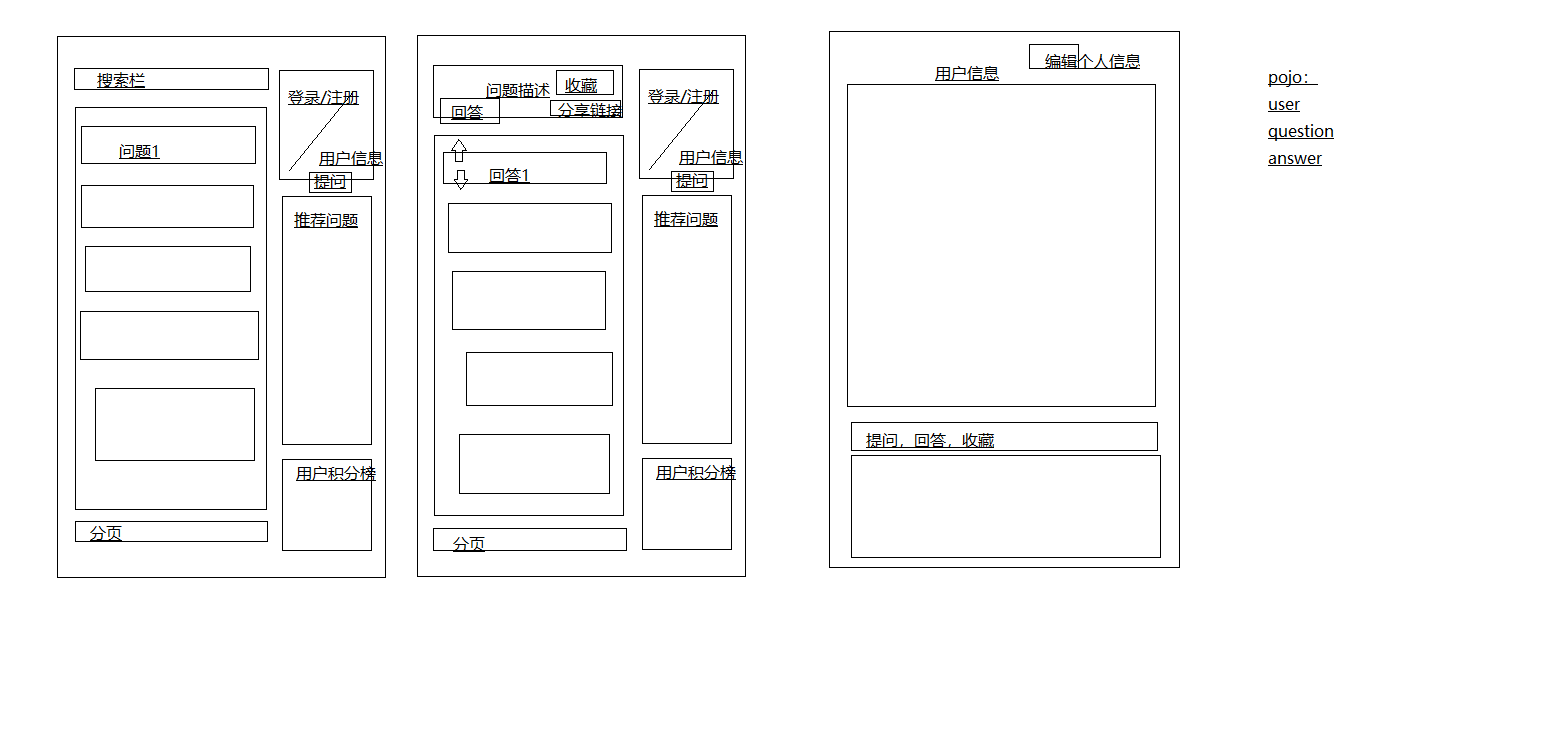 搜索栏
登录/注册
问题1
用户信息
提问
推荐问题
用户积分榜
分页
问题描述
收藏
回答
分享链接
登录/注册
回答1
用户信息
提问
推荐问题
用户积分榜
分页
用户信息
编辑个人信息
提问，回答，收藏
pojo：
user
question
answer